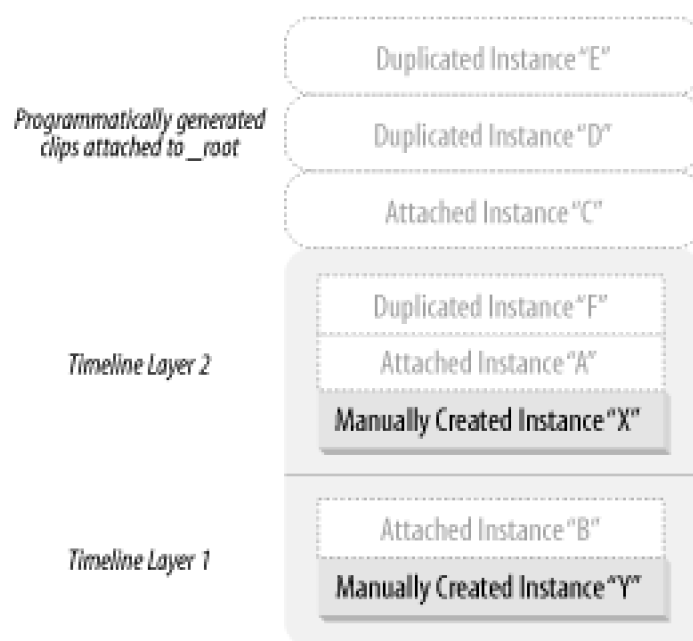 Duplicated Instance "E"
Programmatically generated
clips attached to _root
Duplicated Instance "D"
Attached Instance "C"
Duplicated Instance "F"
Timeline Layer 2
Attached Instance "A"
Manually Created Instance "X"
Attached Instance "B"
Timeline Layer 1
Manually Created Instance "Y"